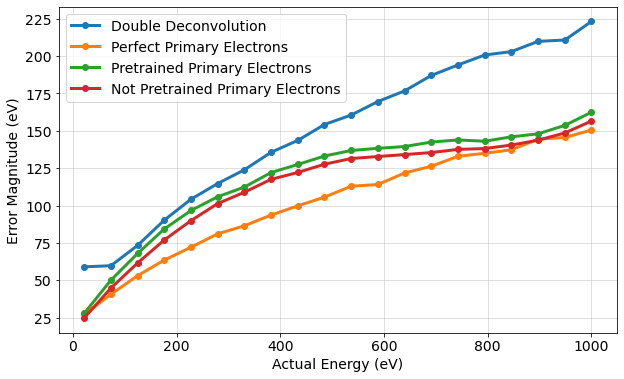 Double Deconvolution
Perfect Primary Electrons
Pretrained Primary Electrons
Not Pretrained Primary Electrons
Error Magnitude (eV)
225
200
175
150
125
100
75
50
25
0 200 400 600 800 1000
Actual Energy (eV)